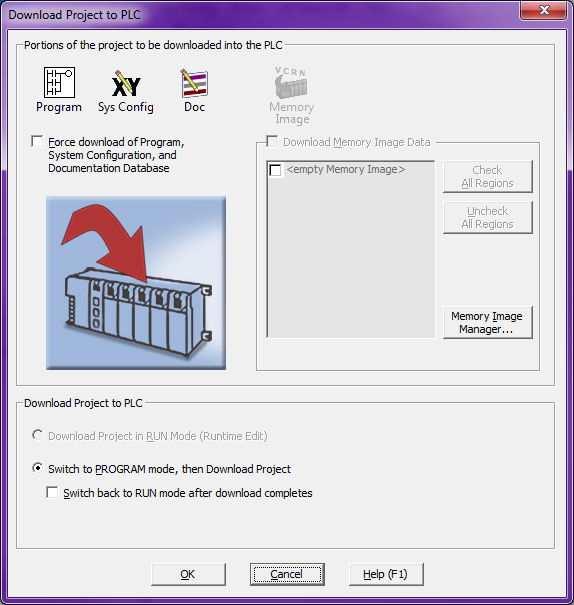 Download Project to PLC
Portions of the project to be downloaded into the PLC
Program
Sys Config
Doc
VCRN
Memory
Image
Force download of Program,
System Configuration, and
Documentation Database
Download Memory Image Data
<empty Memory Image>
Check
All Regions
Uncheck
All Regions
Memory Image
Manager...
Download Project to PLC
Download Project in RUN Mode (Runtime Edit)
Switch to PROGRAM mode, then Download Project
Switch back to RUN mode after download completes
OK
Cancel
Help (F1)